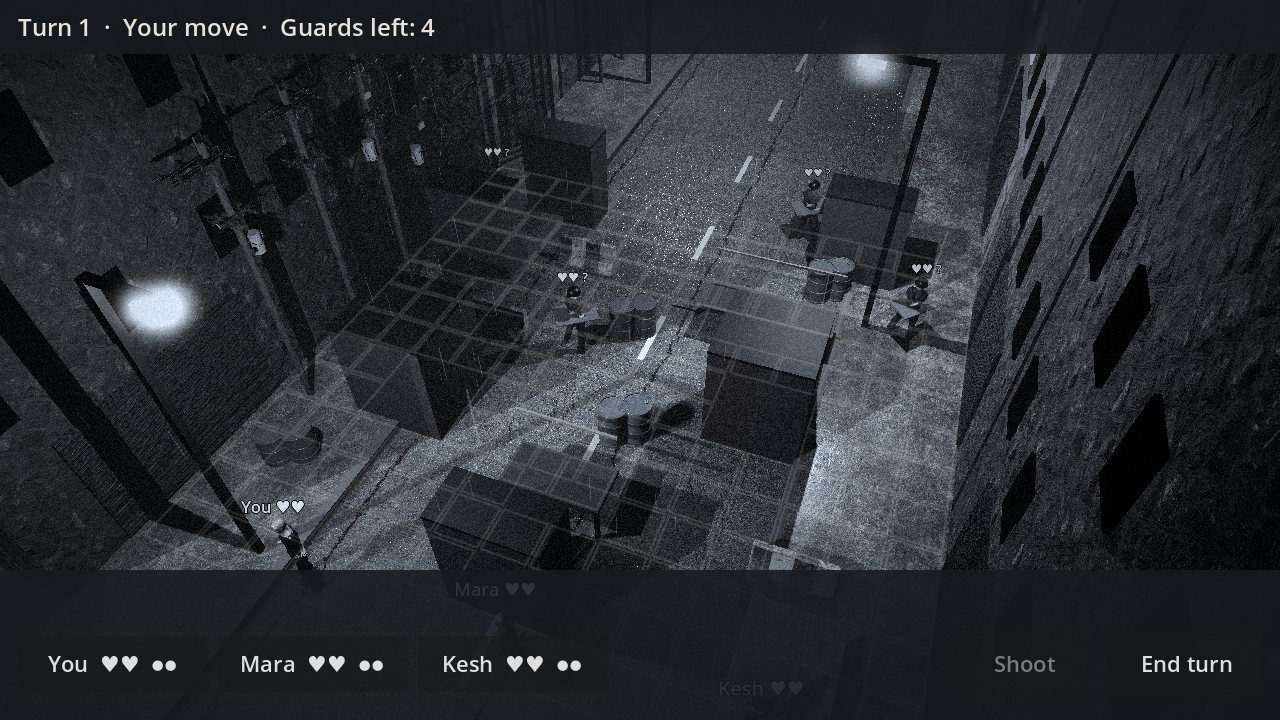 Turn 1 · Your move · Guards left: 4
♥♥ ?
♥♥ ?
♥♥ ?
♥♥ ?
You ♥♥
Mara ♥♥
You ♥♥ ●●
Mara ♥♥ ●●
Kesh ♥♥ ●●
Shoot
End turn
Kesh ♥♥